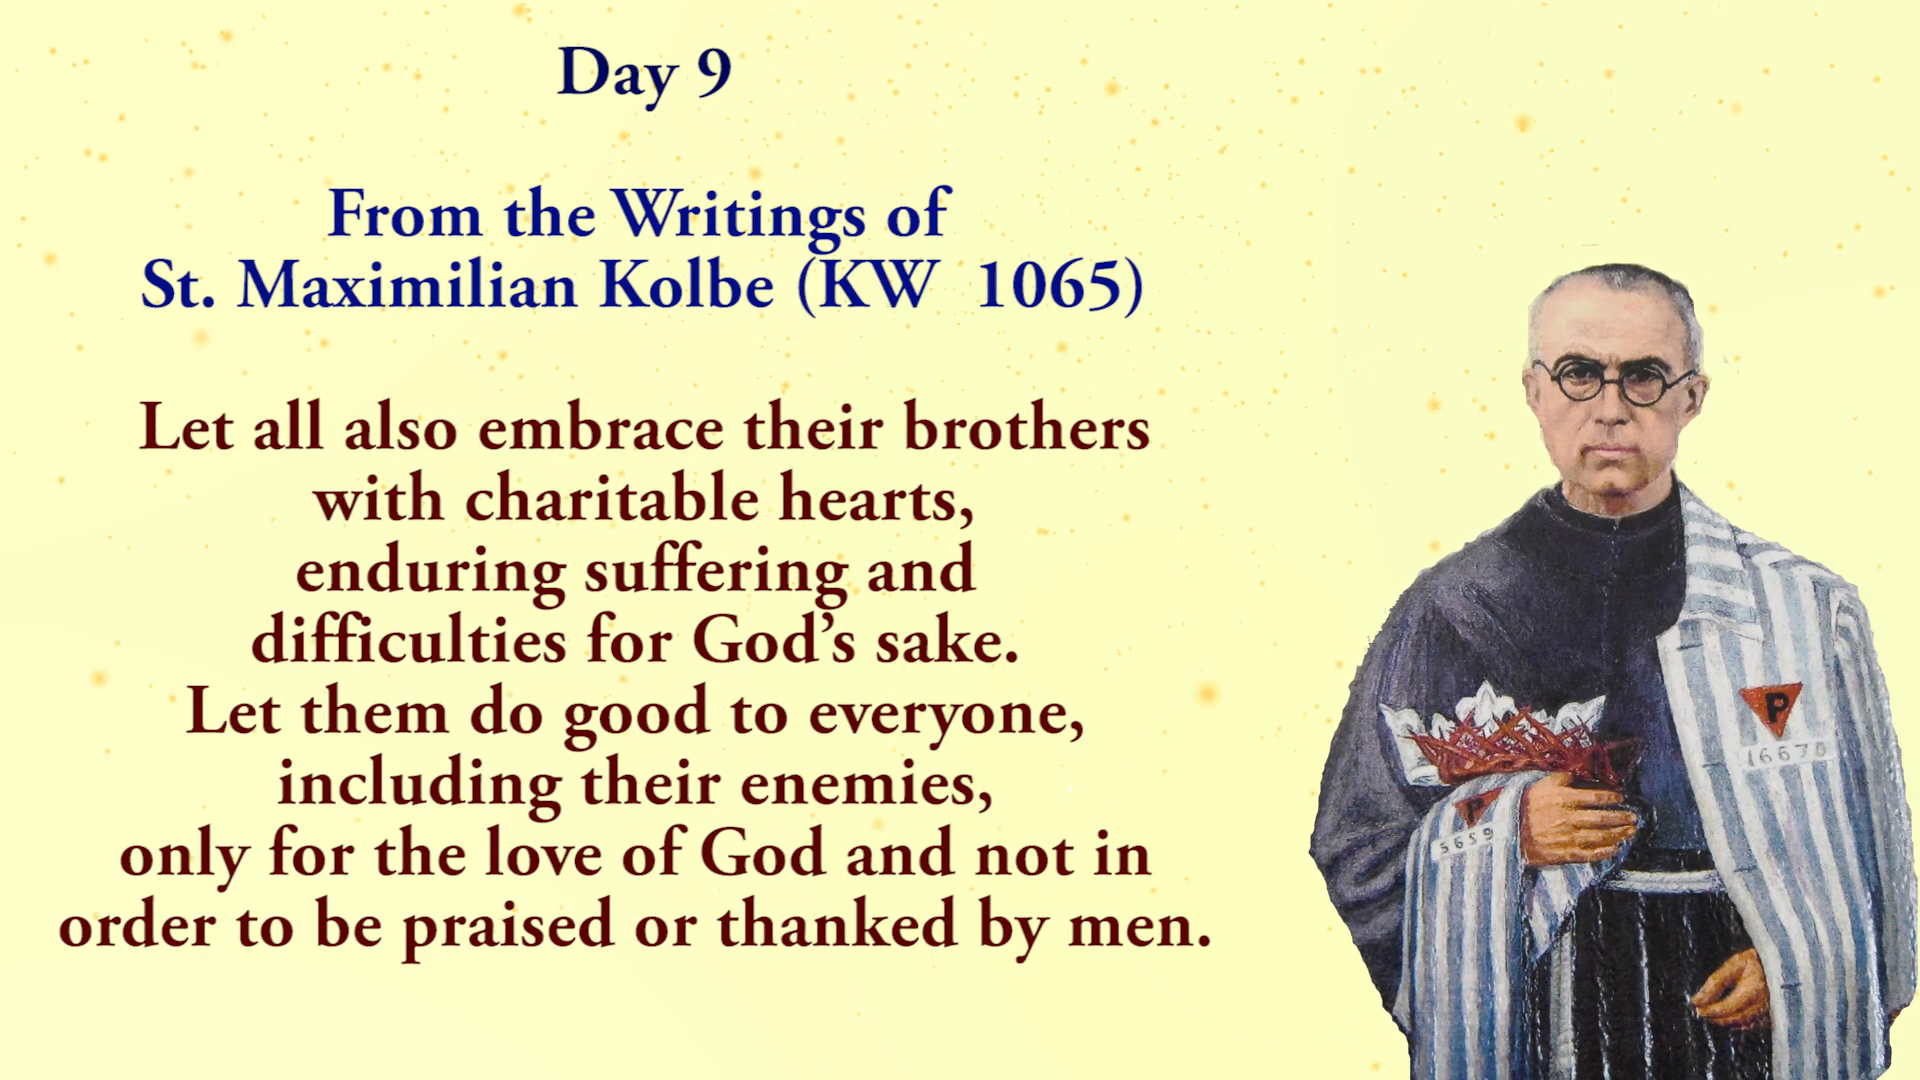 Day 9
From the Writings of
St. Maximilian Kolbe (KW 1065)
Let all also embrace their brothers
with charitable hearts,
enduring suffering and
difficulties for God’s sake.
Let them do good to everyone,
including their enemies,
only for the love of God and not in
order to be praised or thanked by men.
P
16670
P
5659